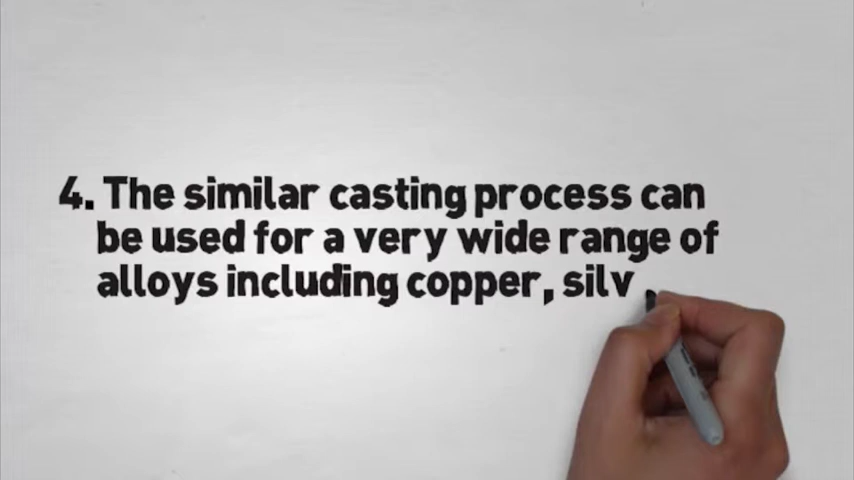 4. The similar casting process can
be used for a very wide range of
alloys including copper, silv